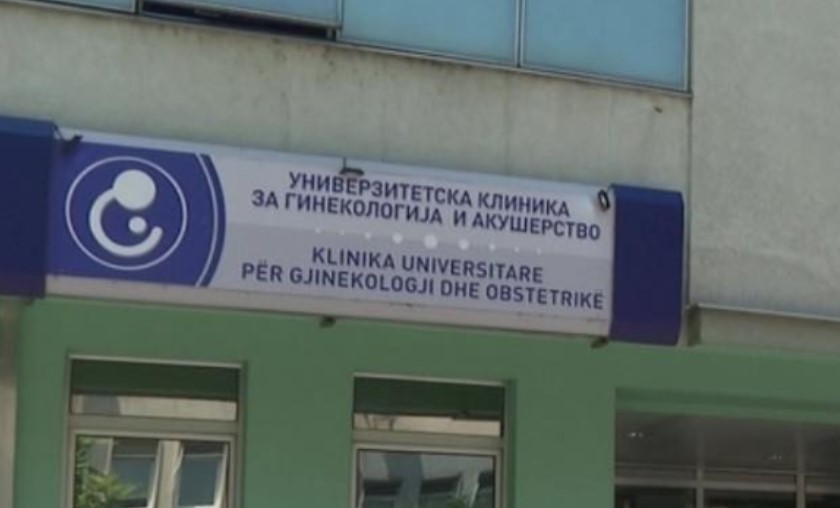 УНИВЕРЗИТЕТСКА КЛИНИКА
ЗА ГИНЕКОЛОГИЈА И АКУШЕРСТВО
KLINIKA UNIVERSITARE
PËR GJINEKOLOGJI DHE OBSTETRIKË